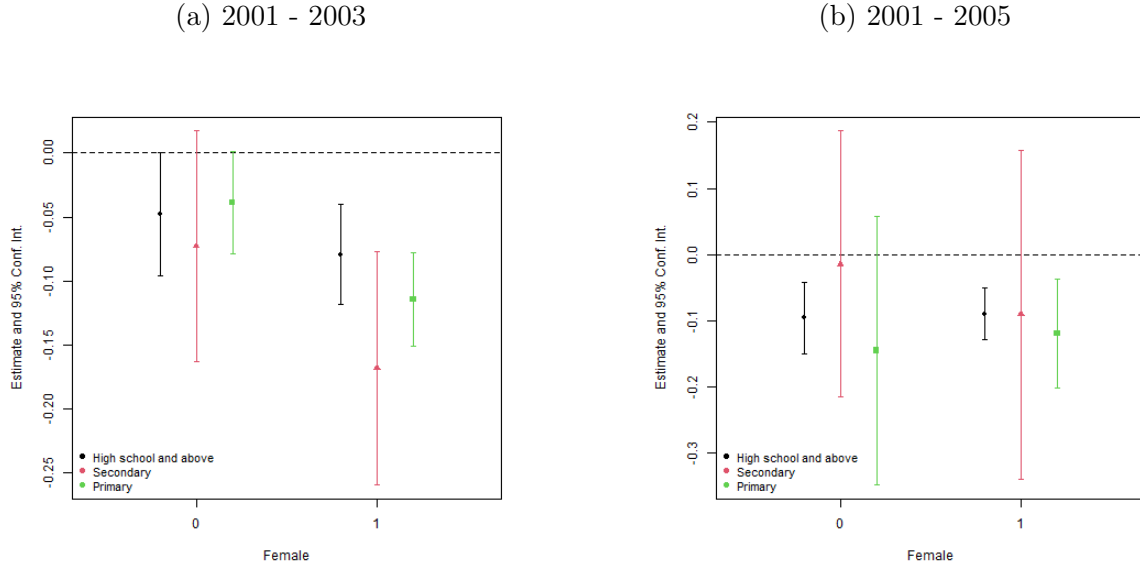 (a) 2001 - 2003
Estimate and 95% Conf. Int.
0.00
-0.05
-0.10
-0.15
-0.20
-0.25
High school and above
Secondary
Primary
0
1
Female
(b) 2001 - 2005
Estimate and 95% Conf. Int.
0.2
0.1
0.0
-0.1
-0.2
-0.3
High school and above
Secondary
Primary
0
1
Female